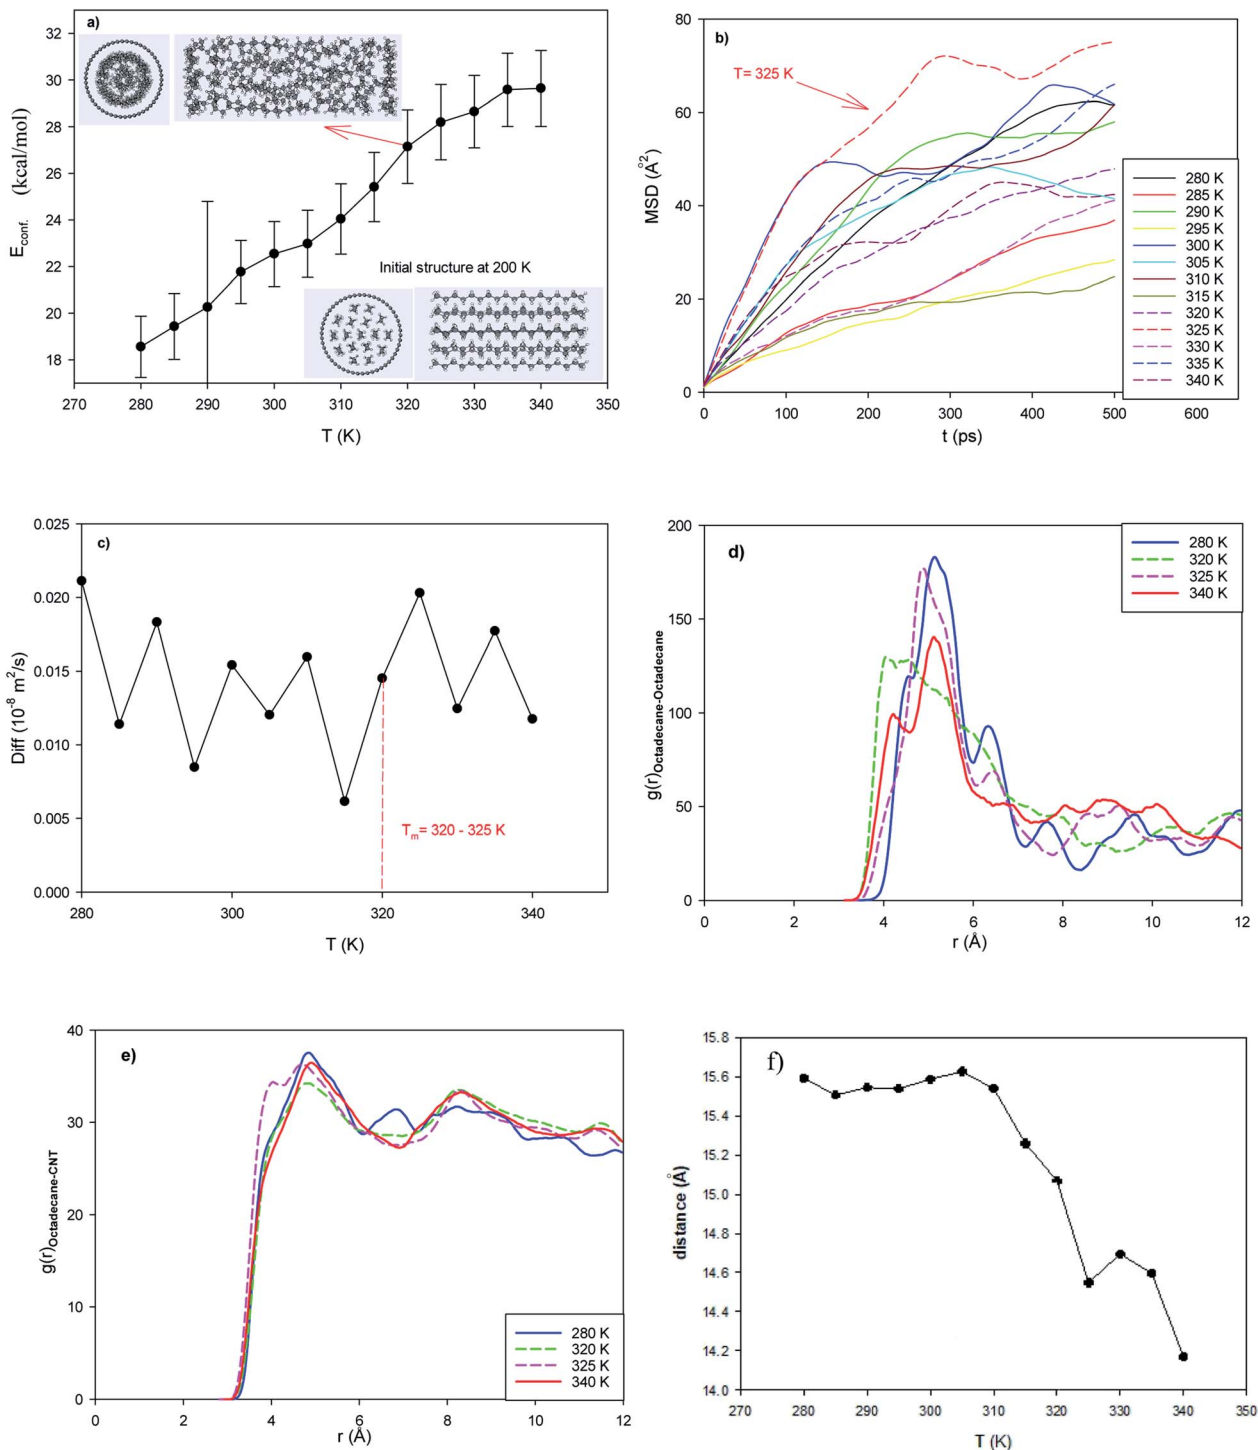 a)
E_conf. (kcal/mol)
32
30
28
26
24
22
20
18
Initial structure at 200 K
270 280 290 300 310 320 330 340 350
T (K)
b)
T= 325 K
MSD (Å^2)
80
60
40
20
0
0 100 200 300 400 500 600
t (ps)
280 K
285 K
290 K
295 K
300 K
305 K
310 K
315 K
320 K
325 K
330 K
335 K
340 K
c)
Diff (10^-8 m^2/s)
0.025
0.020
0.015
0.010
0.005
0.000
T_m= 320 - 325 K
280 300 320 340
T (K)
d)
g(r)_Octadecane-Octadecane
200
150
100
50
0
0 2 4 6 8 10 12
r (Å)
280 K
320 K
325 K
340 K
e)
g(r)_Octadecane-CNT
40
30
20
10
0
0 2 4 6 8 10 12
r (Å)
280 K
320 K
325 K
340 K
f)
distance (Å)
15.8
15.6
15.4
15.2
15.0
14.8
14.6
14.4
14.2
14.0
270 280 290 300 310 320 330 340 350
T (K)